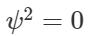 ψ² = 0